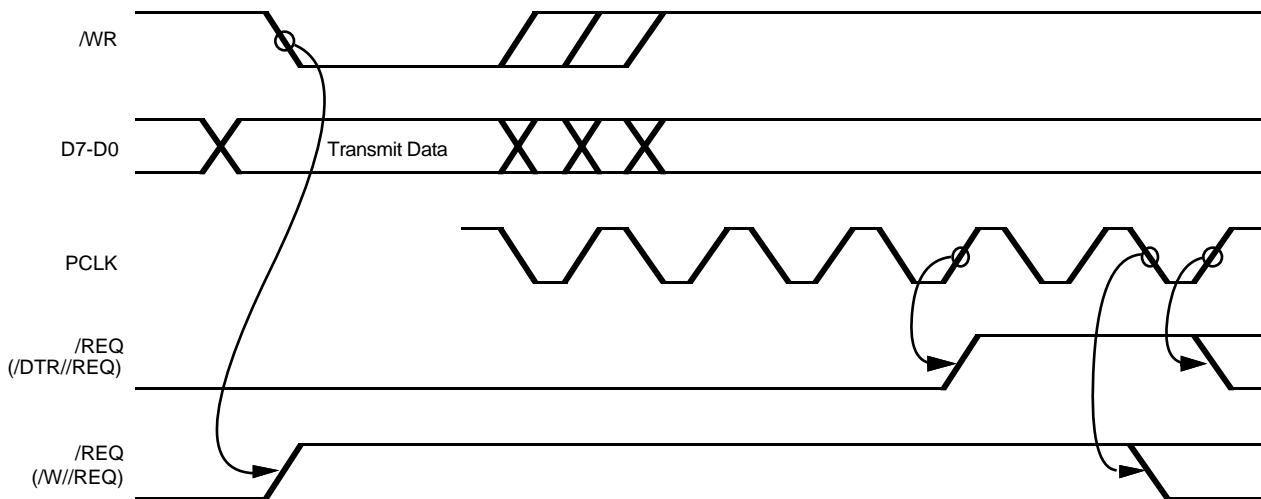 /WR
D7-D0
Transmit Data
PCLK
/REQ
(/DTR//REQ)
/REQ
(/W//REQ)